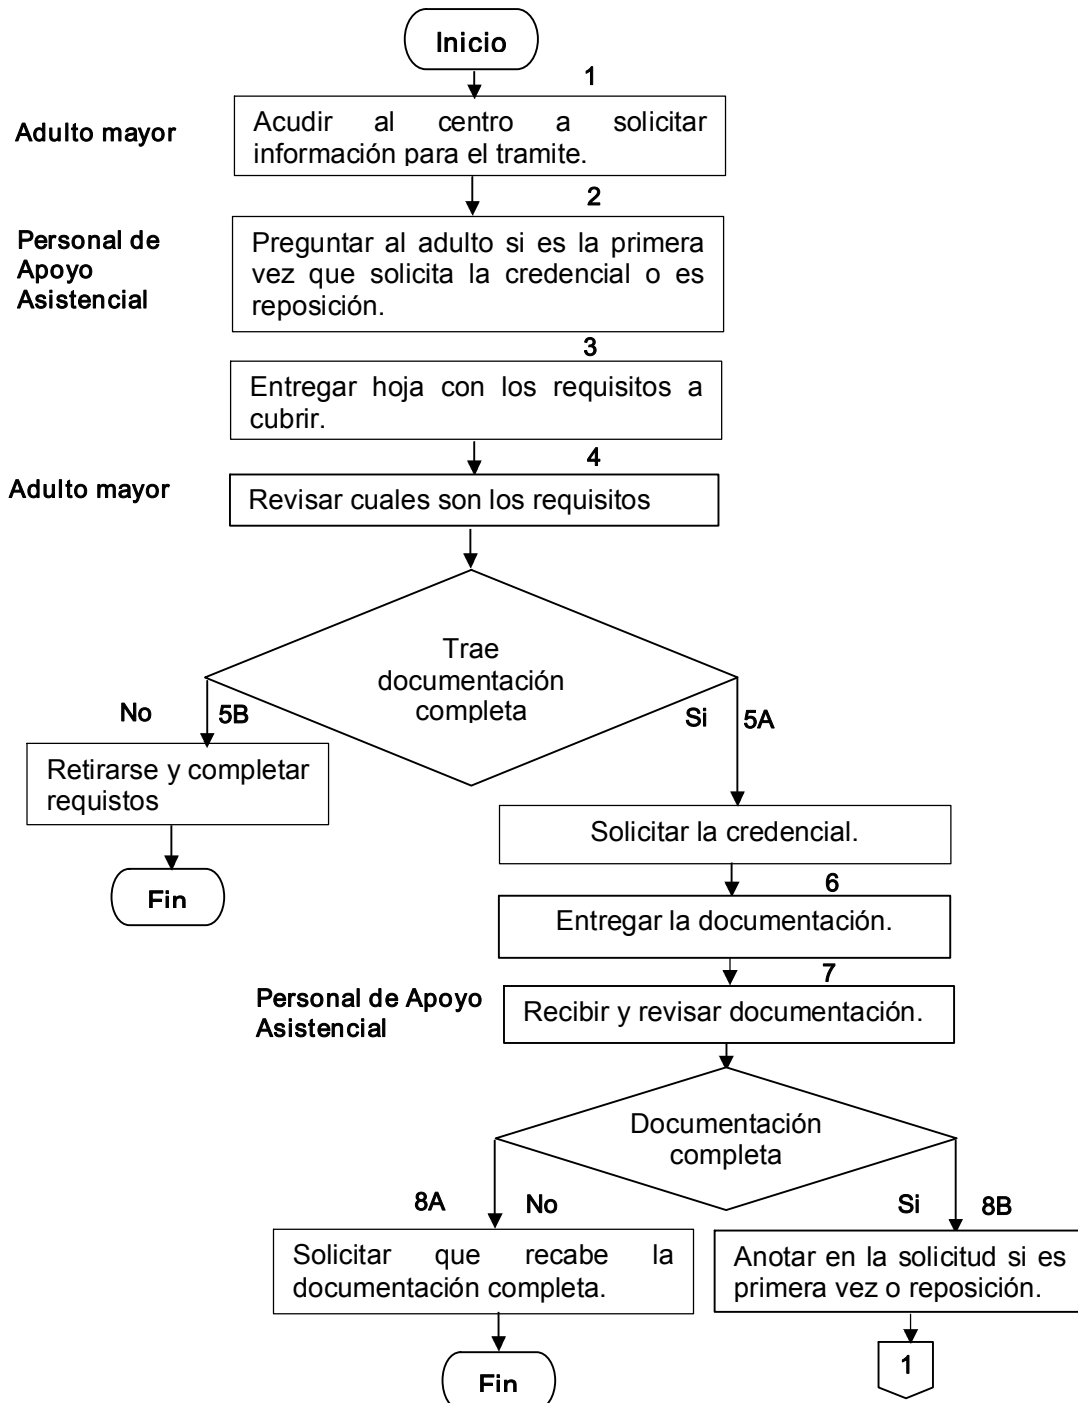 Inicio
1
Adulto mayor
Acudir al centro a solicitar
información para el tramite.
2
Personal de
Apoyo
Asistencial
Preguntar al adulto si es la primera
vez que solicita la credencial o es
reposición.
3
Entregar hoja con los requisitos a
cubrir.
4
Adulto mayor
Revisar cuales son los requisitos
Trae
documentación
completa
No
5B
Si
5A
Retirarse y completar
requistos
Fin
Solicitar la credencial.
6
Entregar la documentación.
7
Personal de Apoyo
Asistencial
Recibir y revisar documentación.
Documentación
completa
8A
No
Si
8B
Solicitar que recabe la
documentación completa.
Fin
Anotar en la solicitud si es
primera vez o reposición.
1